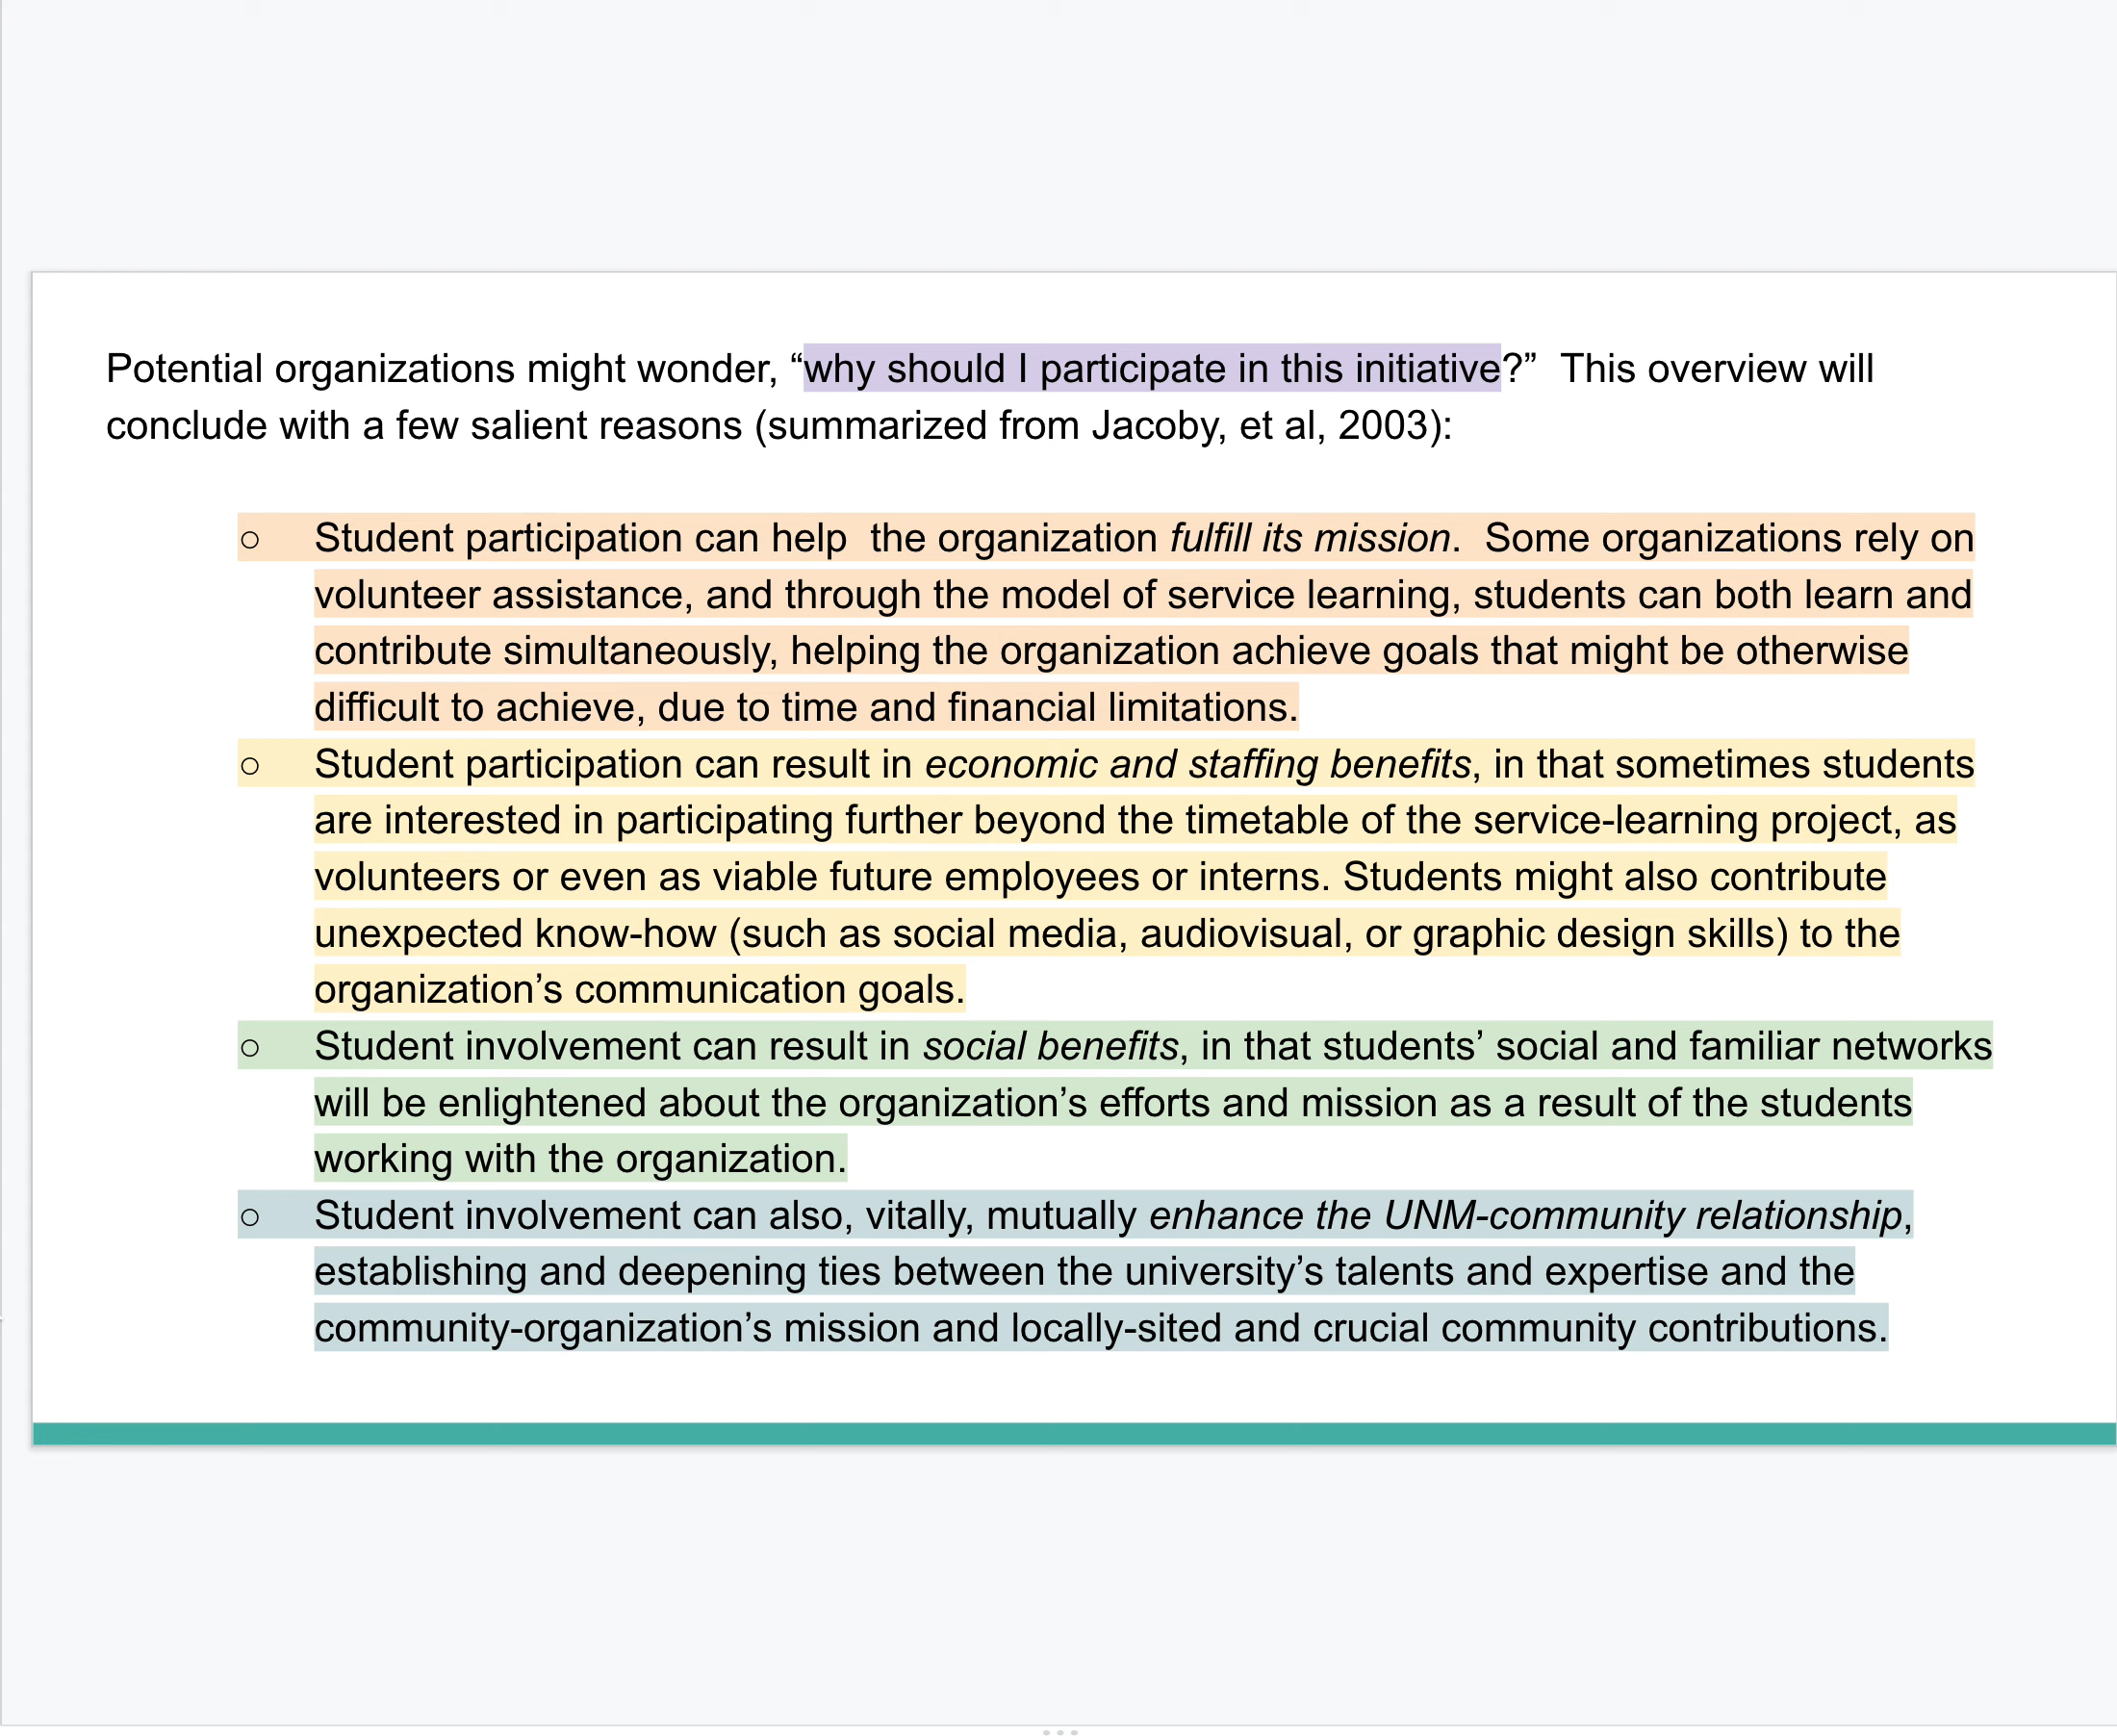 Potential organizations might wonder, “why should I participate in this initiative?”  This overview will
conclude with a few salient reasons (summarized from Jacoby, et al, 2003):
○ Student participation can help  the organization fulfill its mission.  Some organizations rely on
volunteer assistance, and through the model of service learning, students can both learn and
contribute simultaneously, helping the organization achieve goals that might be otherwise
difficult to achieve, due to time and financial limitations.
○ Student participation can result in economic and staffing benefits, in that sometimes students
are interested in participating further beyond the timetable of the service-learning project, as
volunteers or even as viable future employees or interns. Students might also contribute
unexpected know-how (such as social media, audiovisual, or graphic design skills) to the
organization’s communication goals.
○ Student involvement can result in social benefits, in that students’ social and familiar networks
will be enlightened about the organization’s efforts and mission as a result of the students
working with the organization.
○ Student involvement can also, vitally, mutually enhance the UNM-community relationship,
establishing and deepening ties between the university’s talents and expertise and the
community-organization’s mission and locally-sited and crucial community contributions.